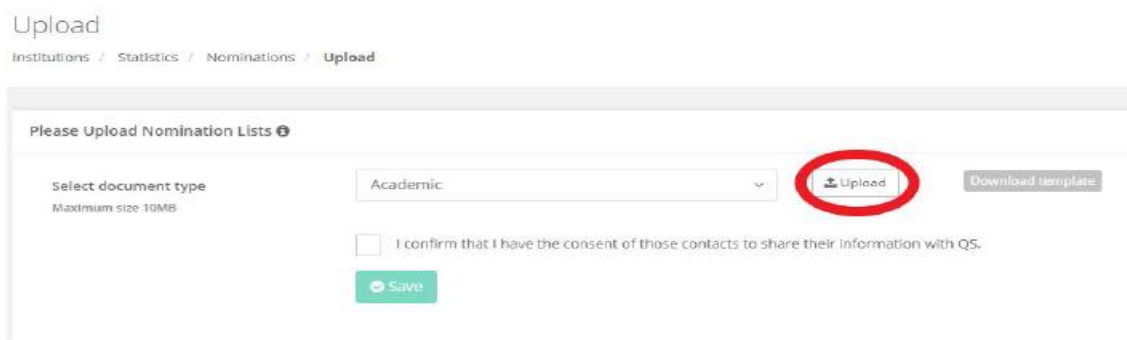 Upload
Institutions / Statistics / Nominations / Upload
Please Upload Nomination Lists
Select document type
Maximum size 10MB
Academic
Upload
Download template
I confirm that I have the consent of those contacts to share their information with QS.
Save